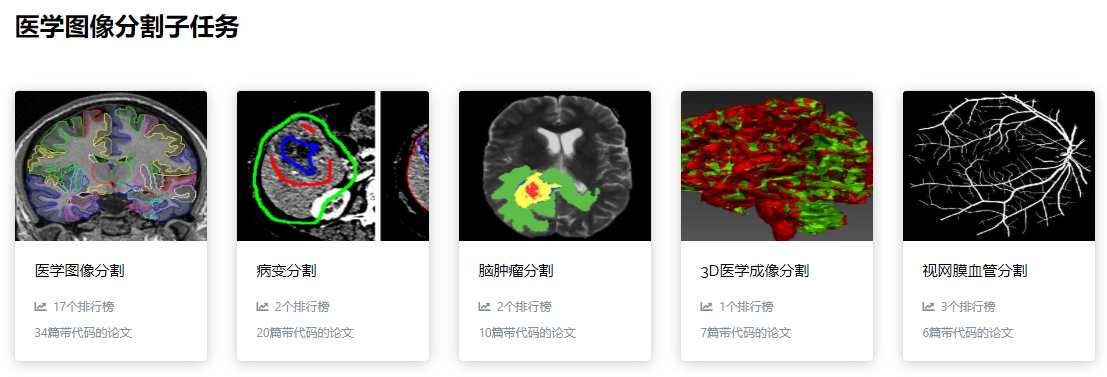 医学图像分割子任务
医学图像分割
17个排行榜
34篇带代码的论文
病变分割
2个排行榜
20篇带代码的论文
脑肿瘤分割
2个排行榜
10篇带代码的论文
3D医学成像分割
1个排行榜
7篇带代码的论文
视网膜血管分割
3个排行榜
6篇带代码的论文